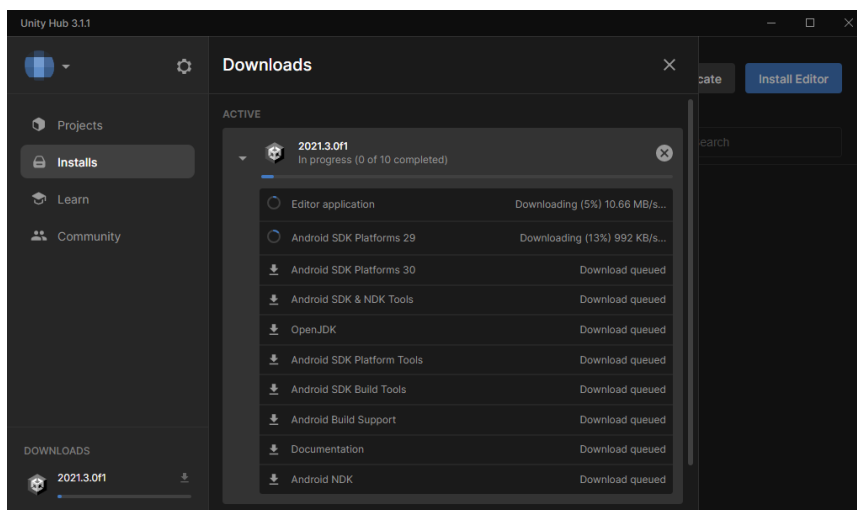 Unity Hub 3.1.1
Projects
Installs
Learn
Community
DOWNLOADS
2021.3.0f1
Downloads
ACTIVE
2021.3.0f1
In progress (0 of 10 completed)
Editor application Downloading (5%) 10.66 MB/s...
Android SDK Platforms 29 Downloading (13%) 992 KB/s...
Android SDK Platforms 30 Download queued
Android SDK & NDK Tools Download queued
OpenJDK Download queued
Android SDK Platform Tools Download queued
Android SDK Build Tools Download queued
Android Build Support Download queued
Documentation Download queued
Android NDK Download queued
cate
Install Editor
earch